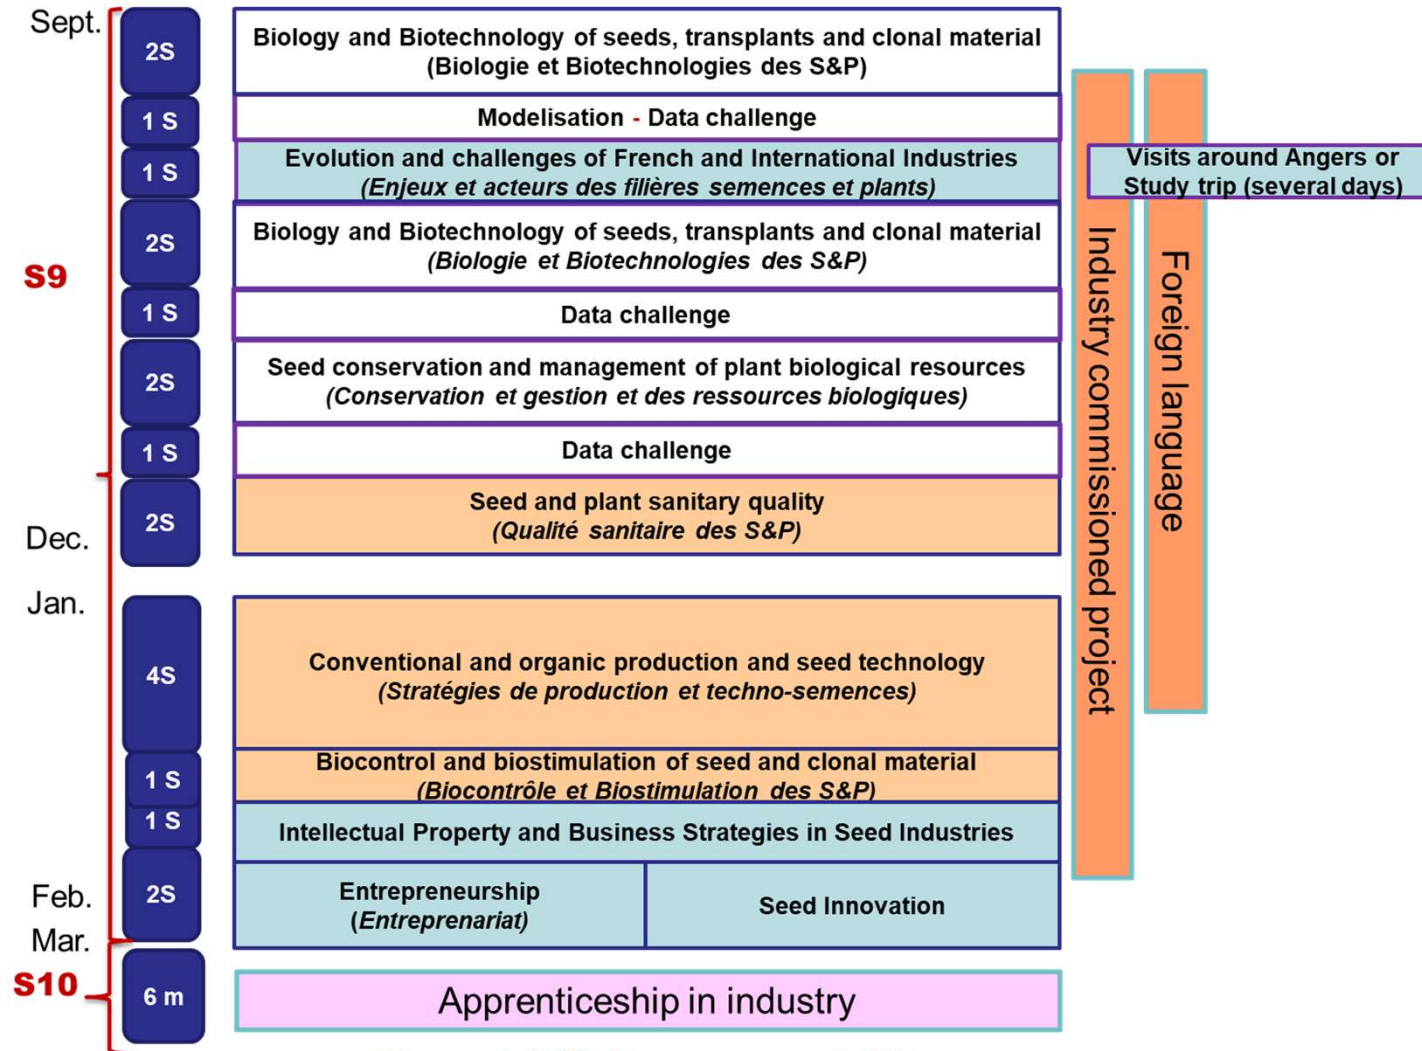 Sept.
2S
Biology and Biotechnology of seeds, transplants and clonal material
(Biologie et Biotechnologies des S&P)
1 S
Modelisation - Data challenge
1 S
Evolution and challenges of French and International Industries
(Enjeux et acteurs des filières semences et plants)
Visits around Angers or
Study trip (several days)
2S
Biology and Biotechnology of seeds, transplants and clonal material
(Biologie et Biotechnologies des S&P)
S9
1 S
Data challenge
2S
Seed conservation and management of plant biological resources
(Conservation et gestion et des ressources biologiques)
1 S
Data challenge
2S
Seed and plant sanitary quality
(Qualité sanitaire des S&P)
Dec.
Industry commissioned project
Foreign language
Jan.
4S
Conventional and organic production and seed technology
(Stratégies de production et techno-semences)
1 S
Biocontrol and biostimulation of seed and clonal material
(Biocontrôle et Biostimulation des S&P)
1 S
Intellectual Property and Business Strategies in Seed Industries
Feb.
2S
Entrepreneurship
(Entreprenariat)
Seed Innovation
Mar.
S10
6 m
Apprenticeship in industry